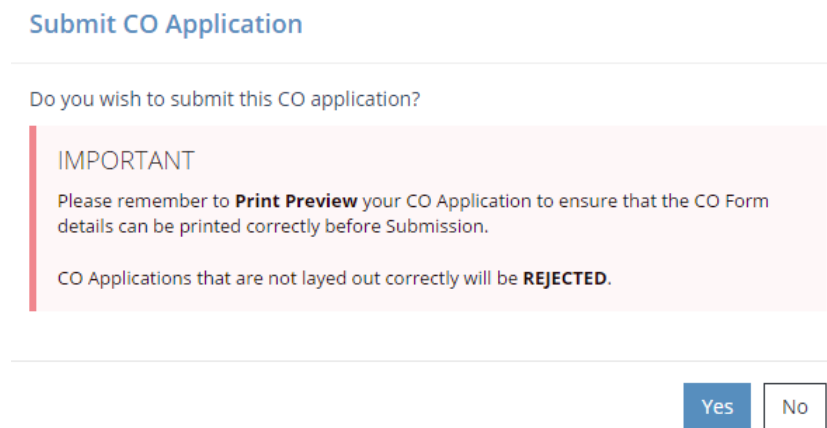 Submit CO Application
Do you wish to submit this CO application?
IMPORTANT
Please remember to Print Preview your CO Application to ensure that the CO Form
details can be printed correctly before Submission.
CO Applications that are not layed out correctly will be REJECTED.
Yes No